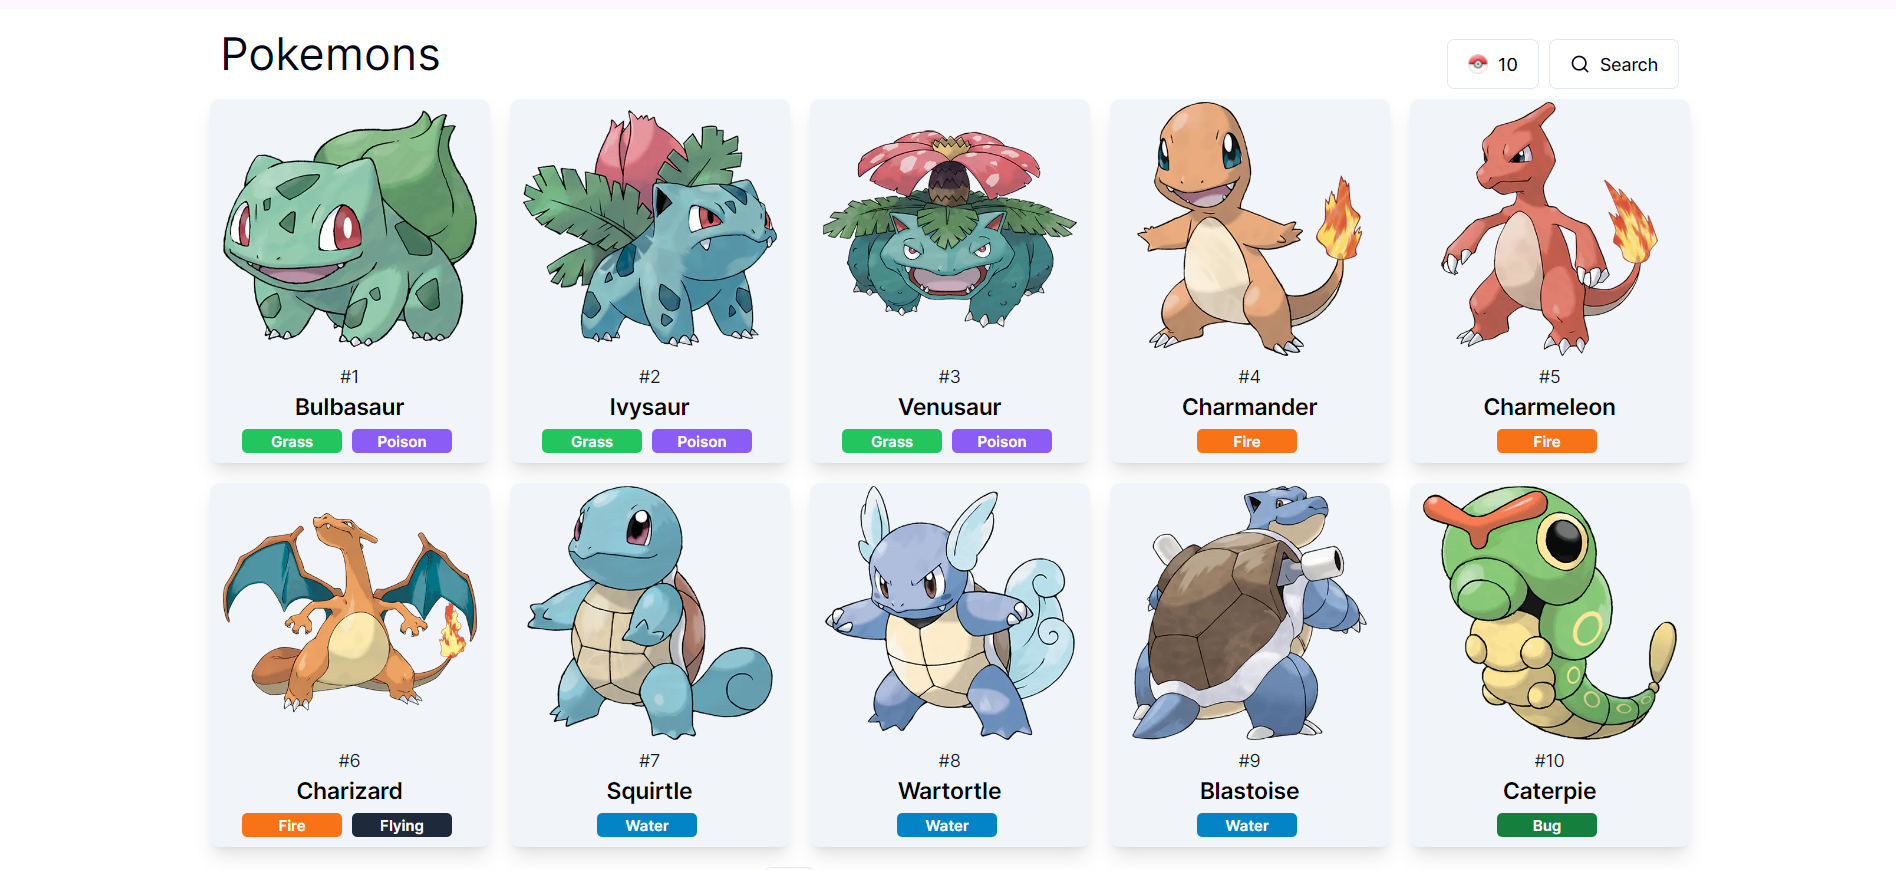 Pokemons
10
Search
#1
Bulbasaur
Grass Poison
#2
Ivysaur
Grass Poison
#3
Venusaur
Grass Poison
#4
Charmander
Fire
#5
Charmeleon
Fire
#6
Charizard
Fire Flying
#7
Squirtle
Water
#8
Wartortle
Water
#9
Blastoise
Water
#10
Caterpie
Bug